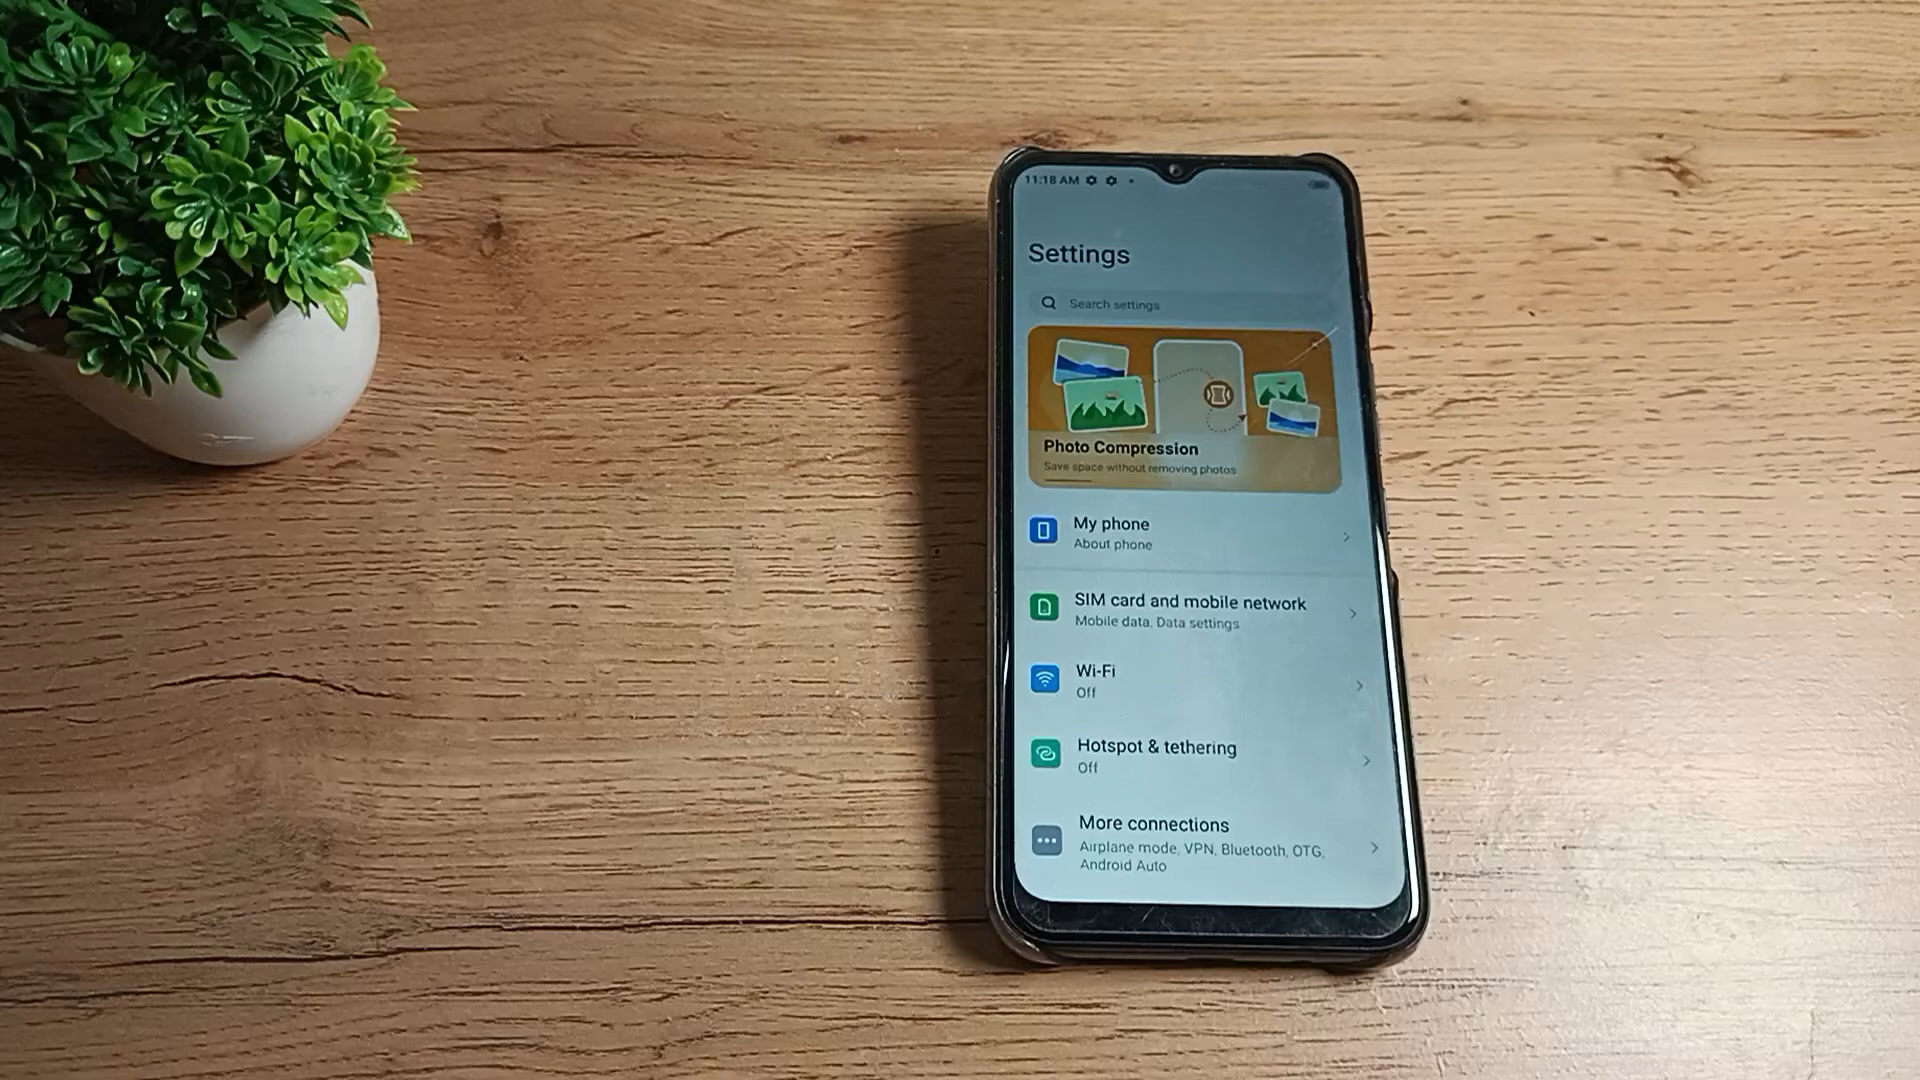 11:18 AM
Settings
Search settings
Photo Compression
Save space without removing photos
My phone
About phone
SIM card and mobile network
Mobile data, Data settings
Wi-Fi
Off
Hotspot & tethering
Off
More connections
Airplane mode, VPN, Bluetooth, OTG,
Android Auto